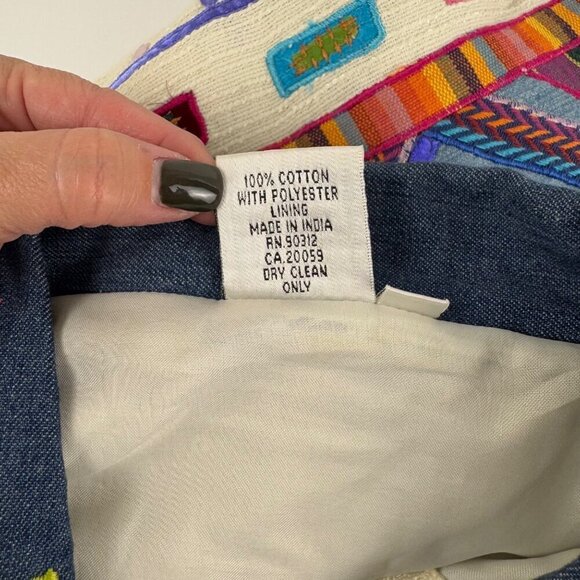 100% COTTON
WITH POLYESTER
LINING
MADE IN INDIA
RN.90312
CA.20059
DRY CLEAN
ONLY